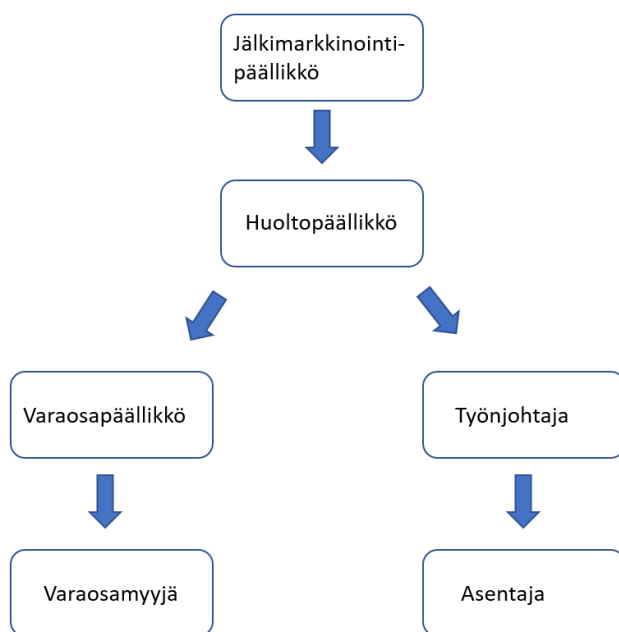 Jälkimarkkinointi-
päällikkö
Huoltopäällikkö
Varaosapäällikkö
Työnjohtaja
Varaosamyyjä
Asentaja